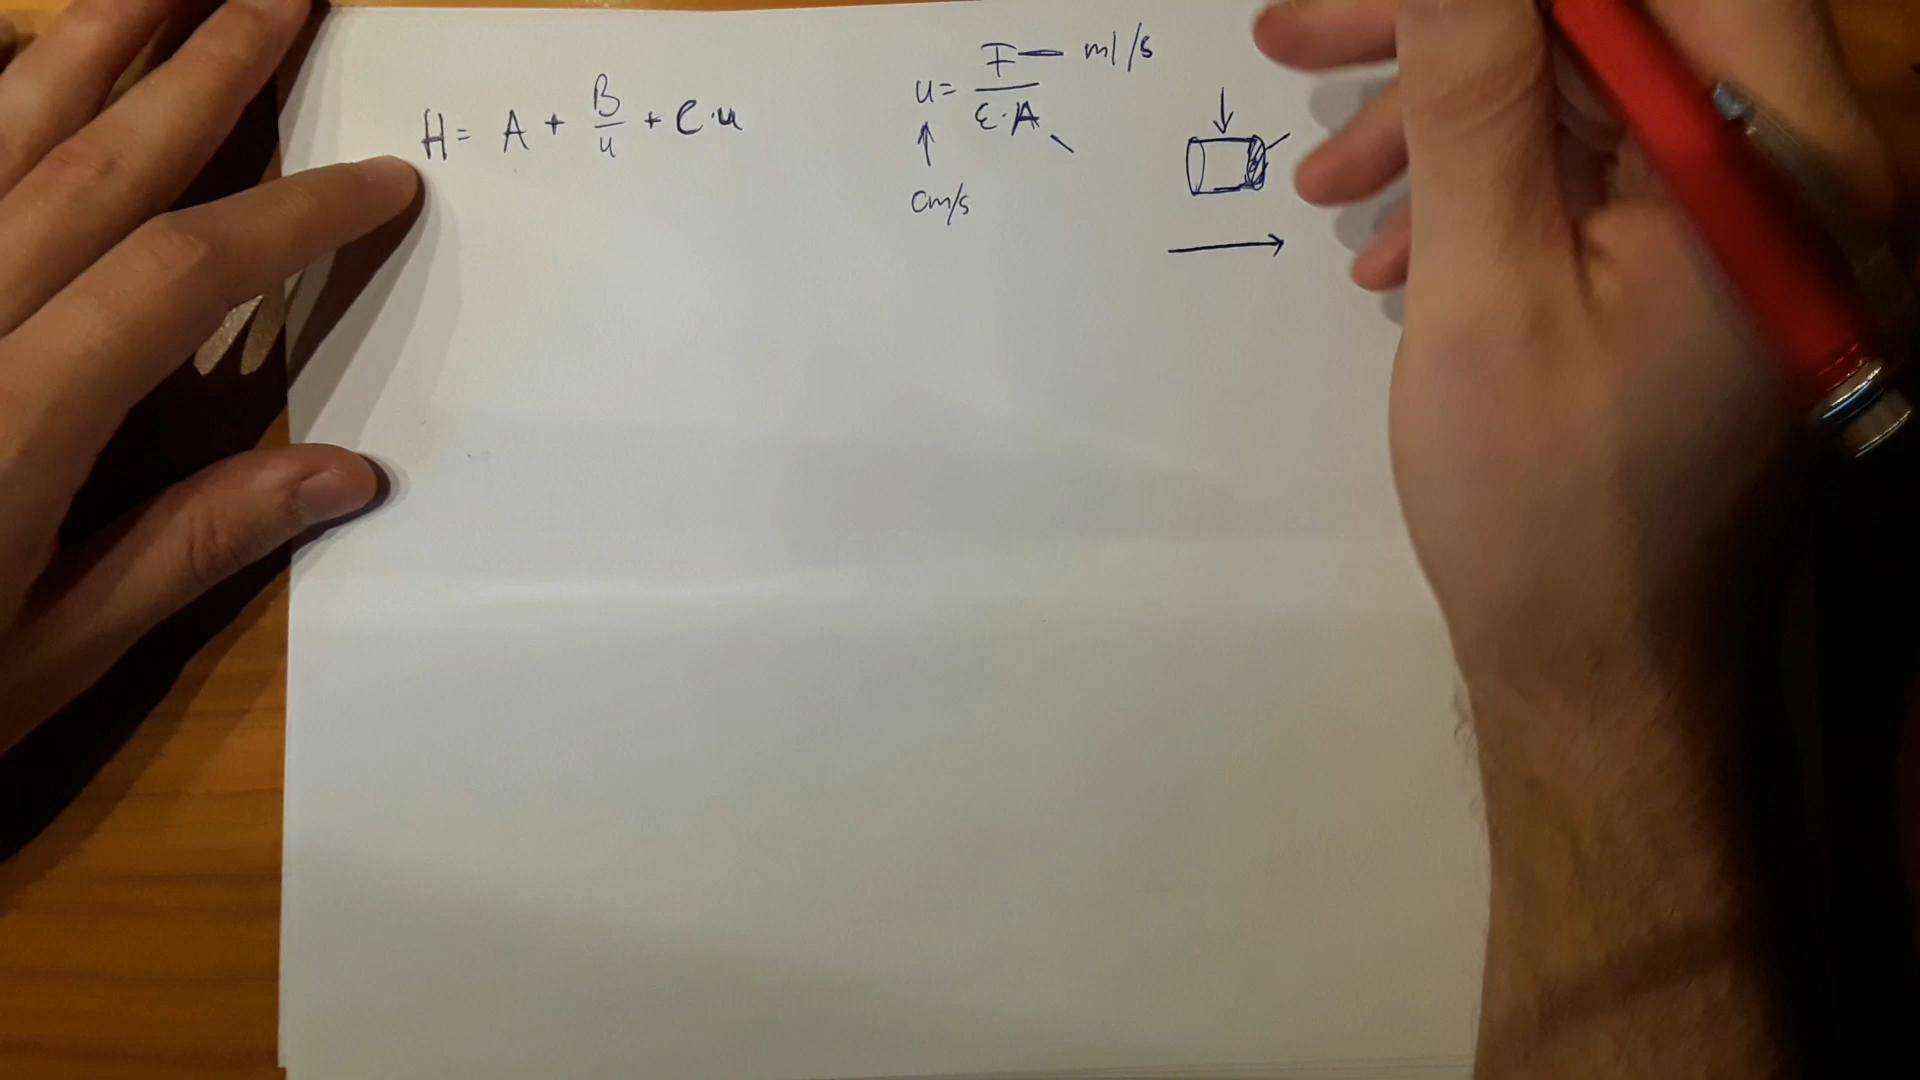 H = A + B/u + C·u
u = F/ε·A
ml/s
cm/s